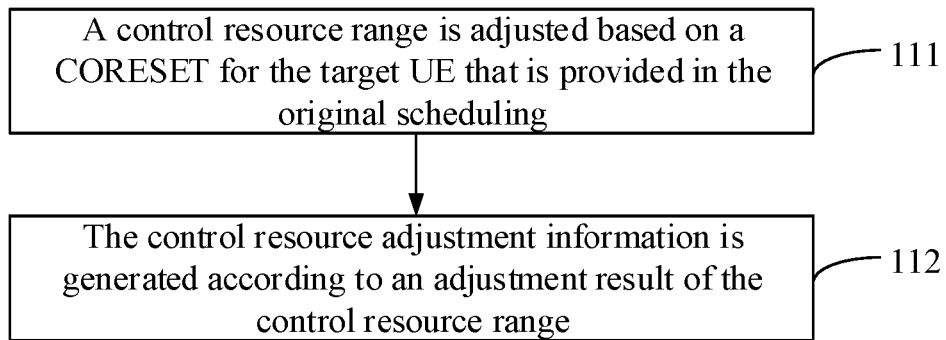 A control resource range is adjusted based on a
CORESET for the target UE that is provided in the
original scheduling
111
The control resource adjustment information is
generated according to an adjustment result of the
control resource range
112